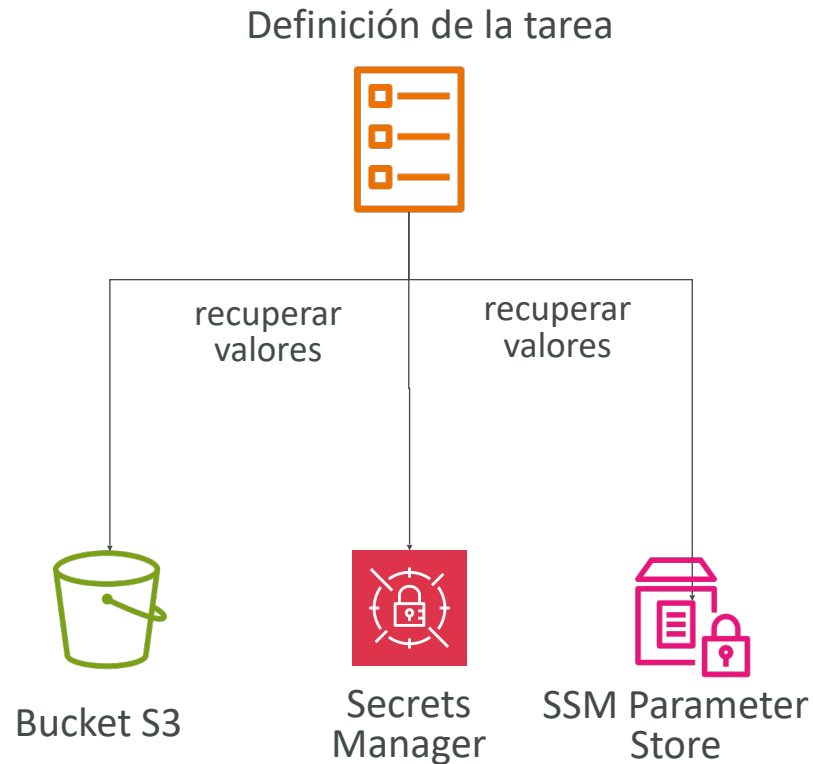 Definición de la tarea
recuperar
valores
recuperar
valores
Bucket S3
Secrets
Manager
SSM Parameter
Store